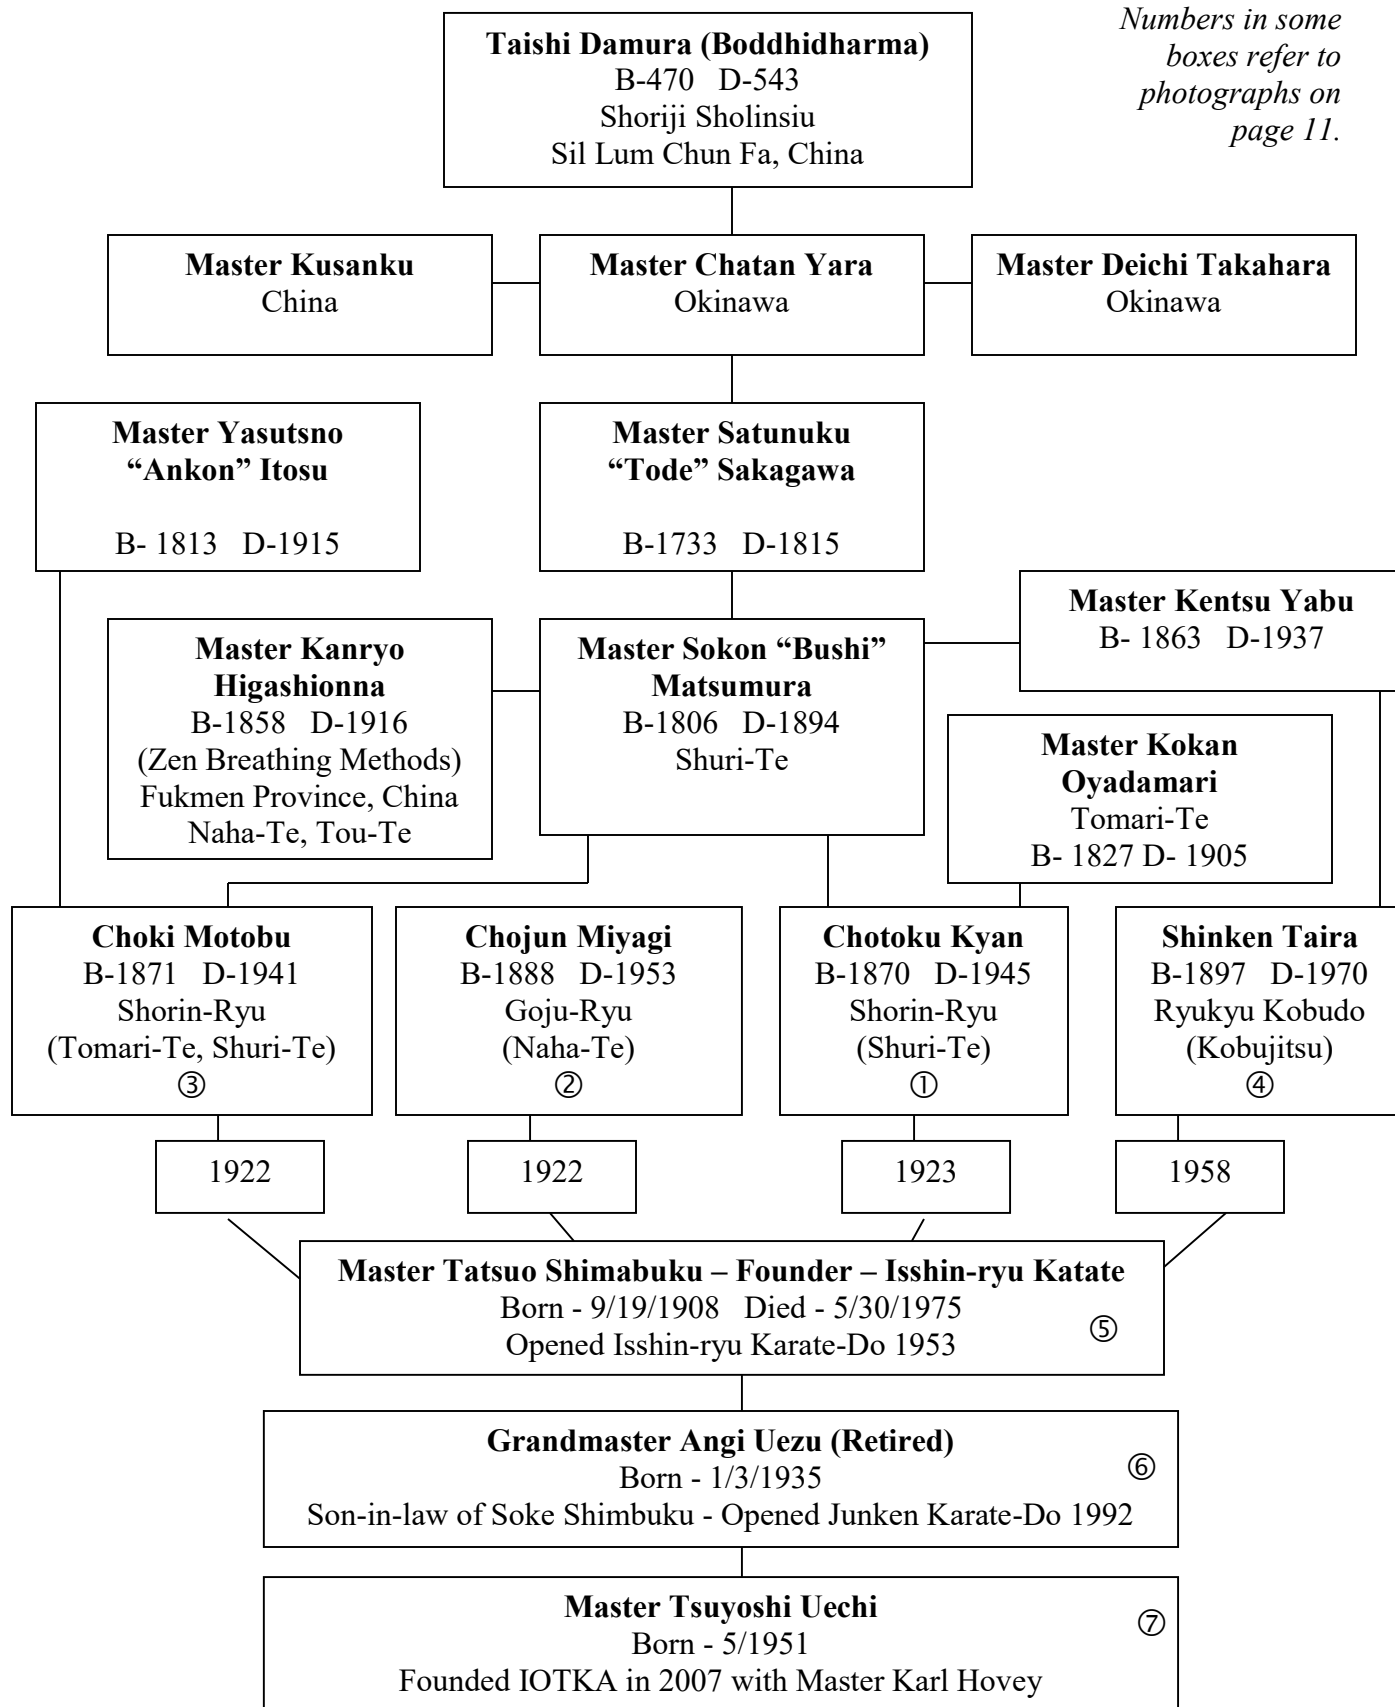 Numbers in some
boxes refer to
photographs on
page 11.
Taishi Damura (Boddhidharma)
B-470 D-543
Shoriji Sholinsiu
Sil Lum Chun Fa, China
Master Kusanku
China
Master Chatan Yara
Okinawa
Master Deichi Takahara
Okinawa
Master Yasutsno
“Ankon” Itosu
B- 1813 D-1915
Master Satunuku
“Tode” Sakagawa
B-1733 D-1815
Master Kentsu Yabu
B- 1863 D-1937
Master Kanryo
Higashionna
B-1858 D-1916
(Zen Breathing Methods)
Fukmen Province, China
Naha-Te, Tou-Te
Master Sokon “Bushi”
Matsumura
B-1806 D-1894
Shuri-Te
Master Kokan
Oyadamari
Tomari-Te
B- 1827 D- 1905
Choki Motobu
B-1871 D-1941
Shorin-Ryu
(Tomari-Te, Shuri-Te)
③
Chojun Miyagi
B-1888 D-1953
Goju-Ryu
(Naha-Te)
②
Chotoku Kyan
B-1870 D-1945
Shorin-Ryu
(Shuri-Te)
①
Shinken Taira
B-1897 D-1970
Ryukyu Kobudo
(Kobujitsu)
④
1922
1922
1923
1958
Master Tatsuo Shimabuku – Founder – Isshin-ryu Katate
Born - 9/19/1908 Died - 5/30/1975
Opened Isshin-ryu Karate-Do 1953
⑤
Grandmaster Angi Uezu (Retired)
Born - 1/3/1935
Son-in-law of Soke Shimbuku - Opened Junken Karate-Do 1992
⑥
Master Tsuyoshi Uechi
Born - 5/1951
Founded IOTKA in 2007 with Master Karl Hovey
⑦